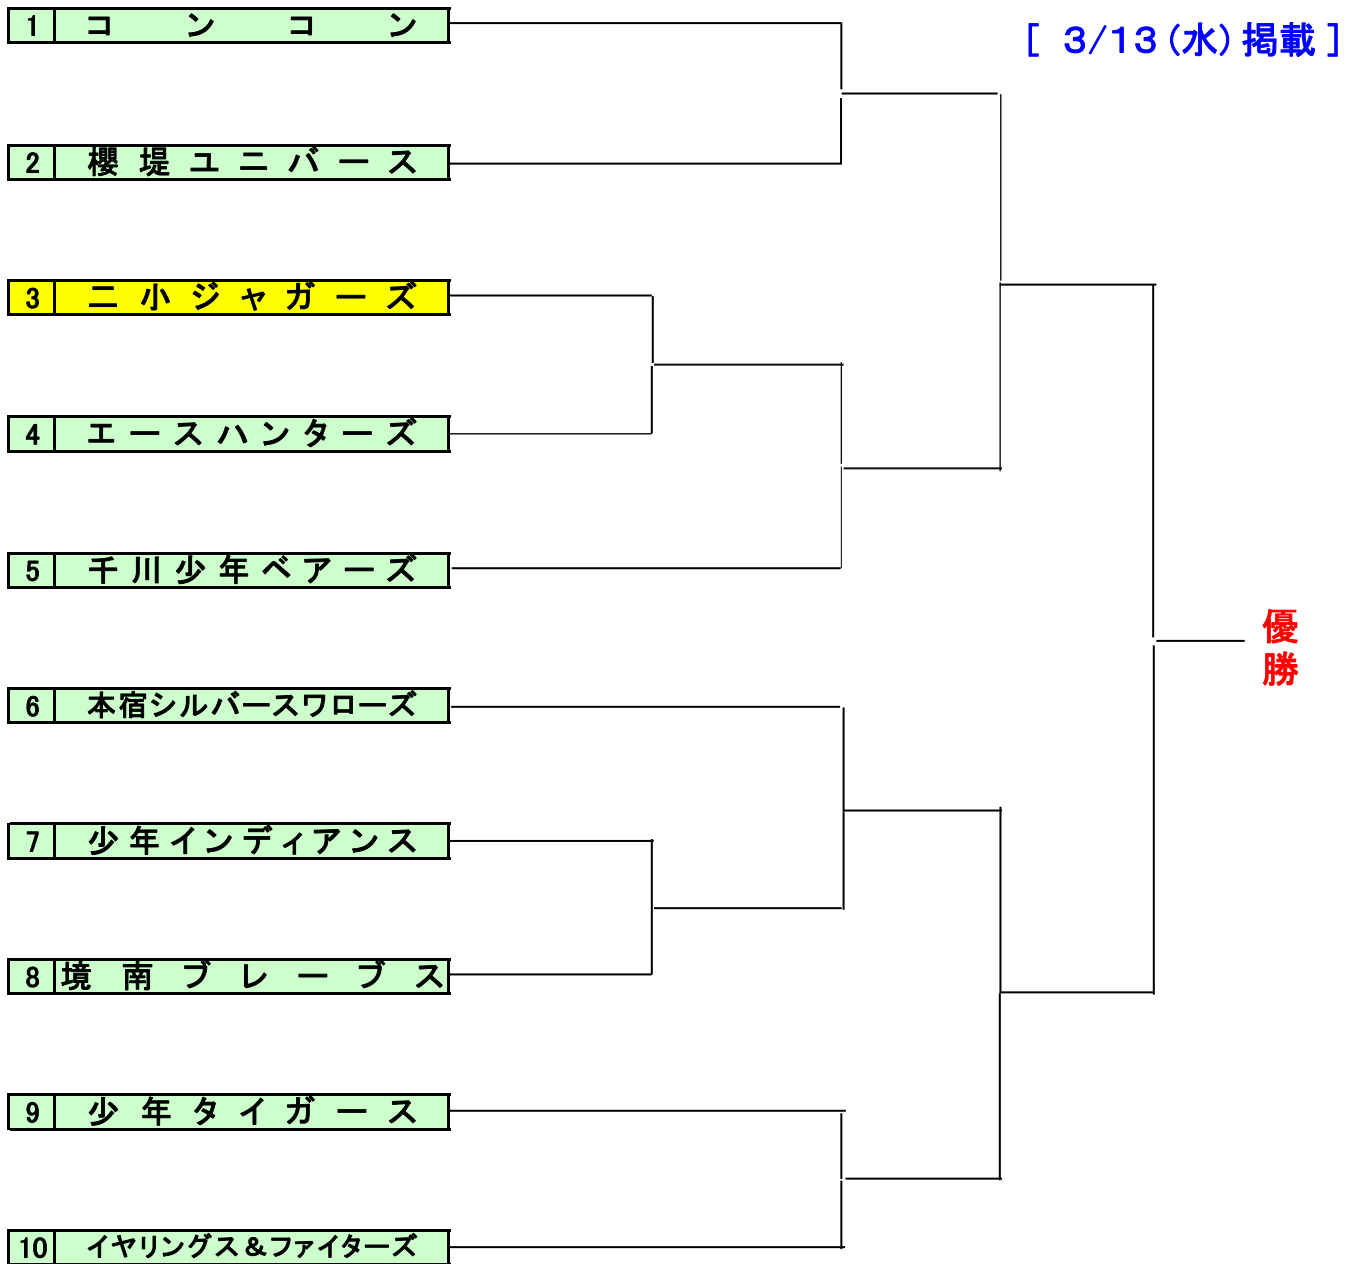 1 コンコン
[ 3/13(水)掲載 ]
2 櫻堤ユニバース
3 二小ジャガーズ
4 エースハンターズ
5 千川少年ベアーズ
優
勝
6 本宿シルバースワローズ
7 少年インディアンス
8 境南ブレーブス
9 少年タイガース
10 イヤリングス&ファイターズ